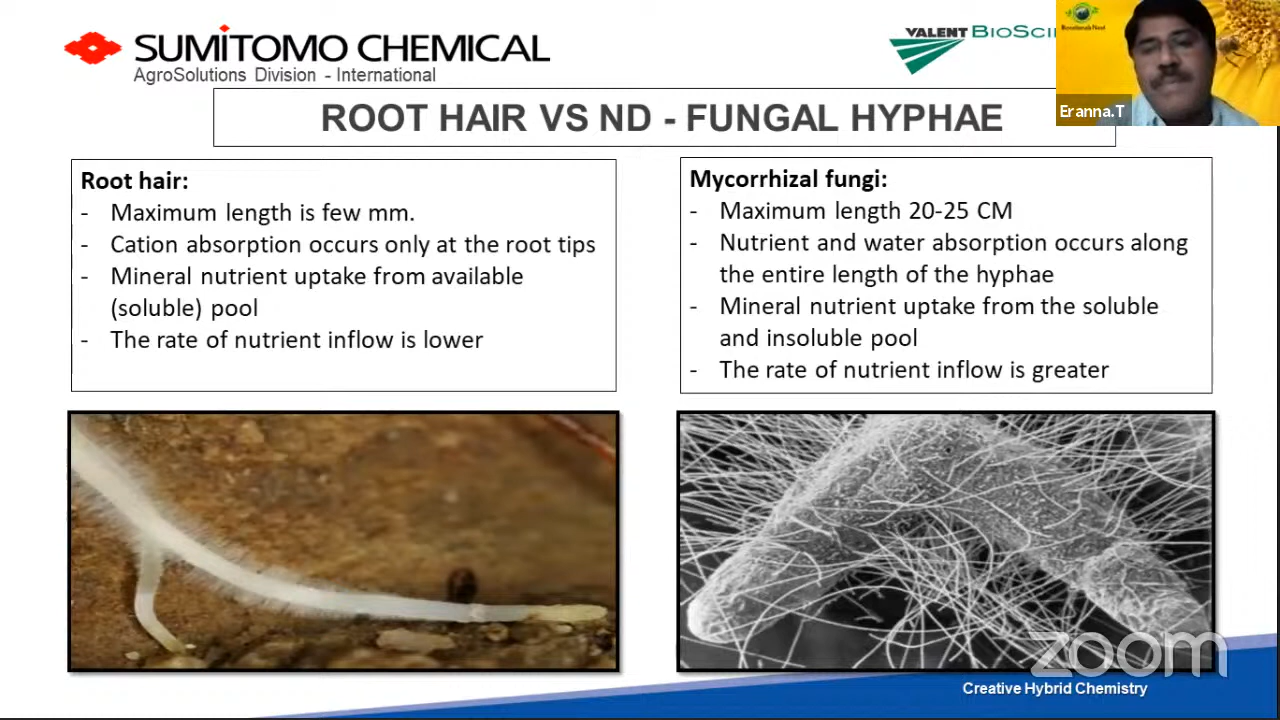 SUMITOMO CHEMICAL
AgroSolutions Division - International
VALENT
Eranna.T
ROOT HAIR VS ND - FUNGAL HYPHAE
Root hair:
- Maximum length is few mm.
- Cation absorption occurs only at the root tips
- Mineral nutrient uptake from available
(soluble) pool
- The rate of nutrient inflow is lower
Mycorrhizal fungi:
- Maximum length 20-25 CM
- Nutrient and water absorption occurs along
the entire length of the hyphae
- Mineral nutrient uptake from the soluble
and insoluble pool
- The rate of nutrient inflow is greater
zoom
Creative Hybrid Chemistry